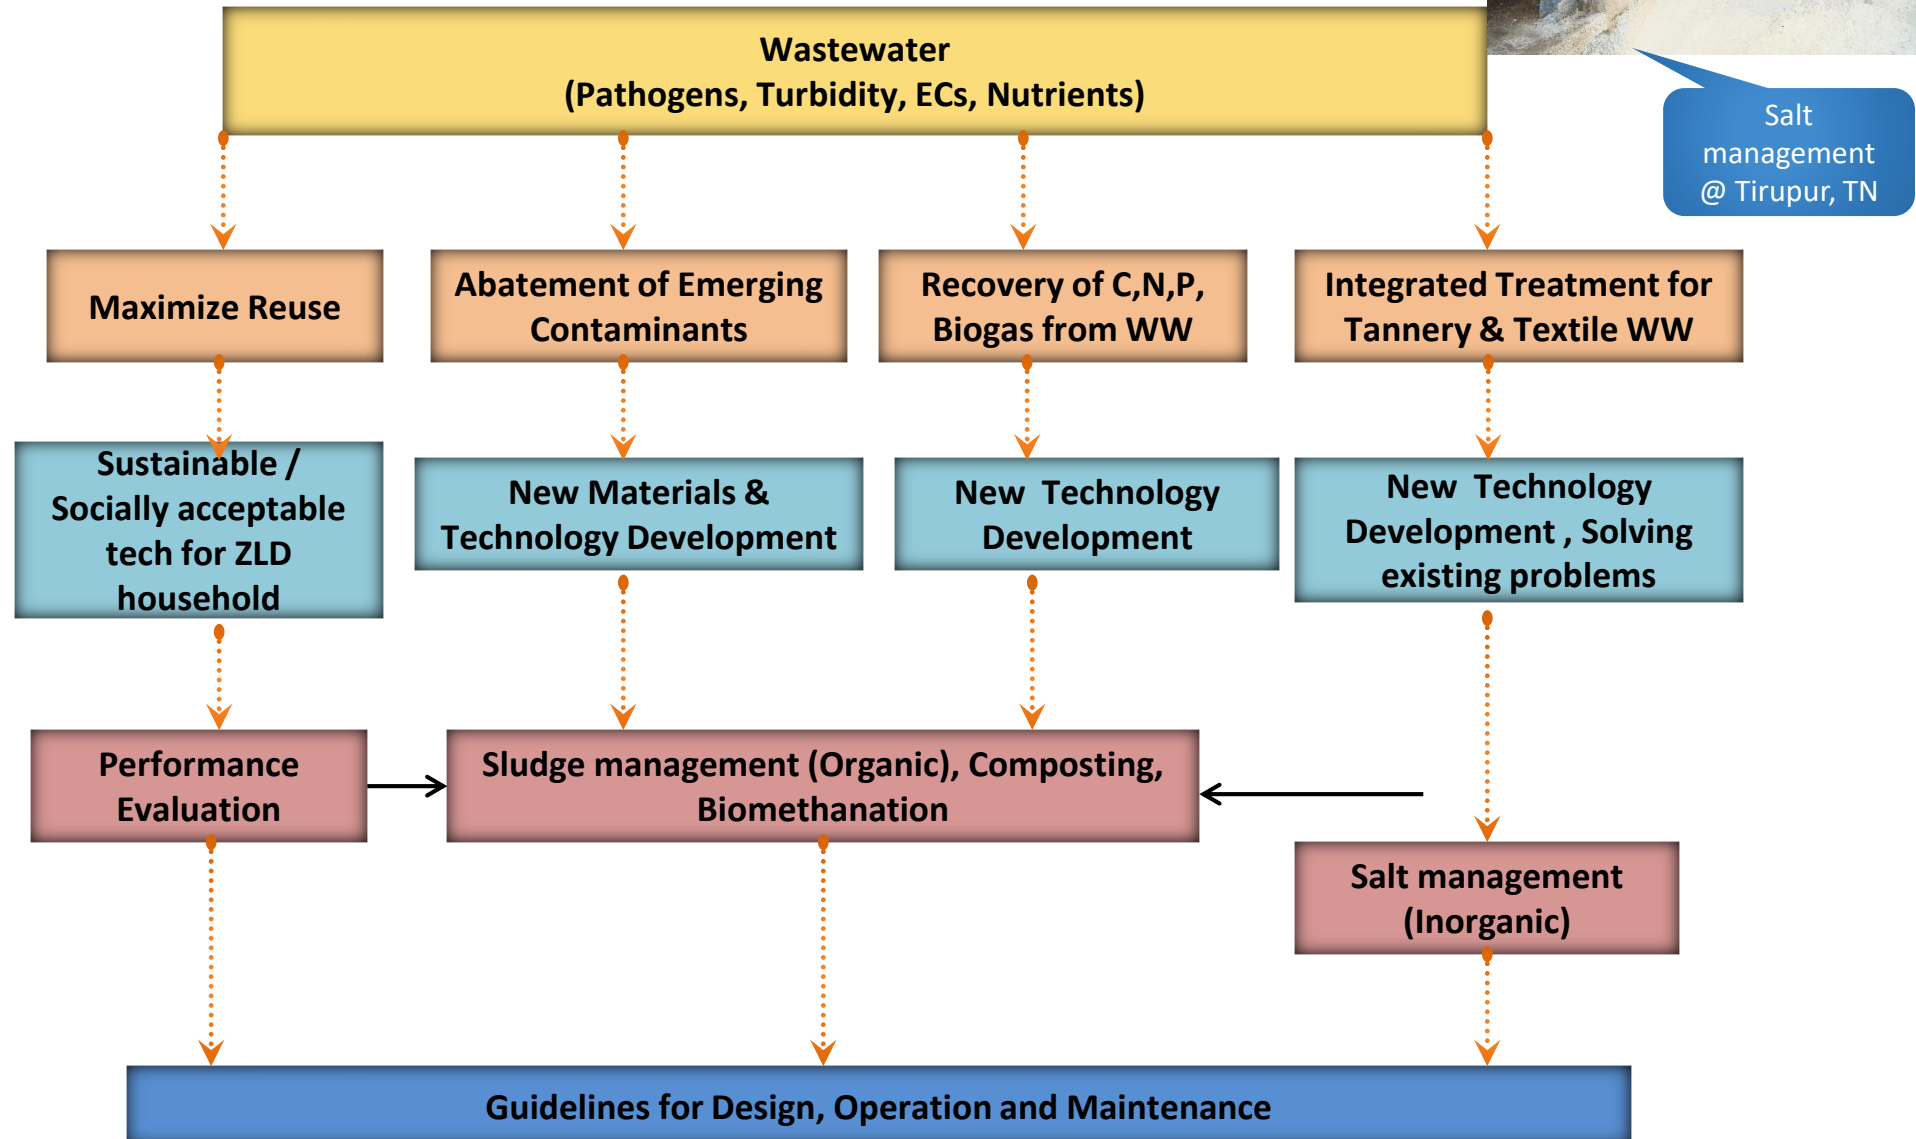 Wastewater
(Pathogens, Turbidity, ECs, Nutrients)
Salt
management
@ Tirupur, TN
Maximize Reuse
Abatement of Emerging
Contaminants
Recovery of C,N,P,
Biogas from WW
Integrated Treatment for
Tannery & Textile WW
Sustainable /
Socially acceptable
tech for ZLD
household
New Materials &
Technology Development
New Technology
Development
New Technology
Development , Solving
existing problems
Performance
Evaluation
Sludge management (Organic), Composting,
Biomethanation
Salt management
(Inorganic)
Guidelines for Design, Operation and Maintenance